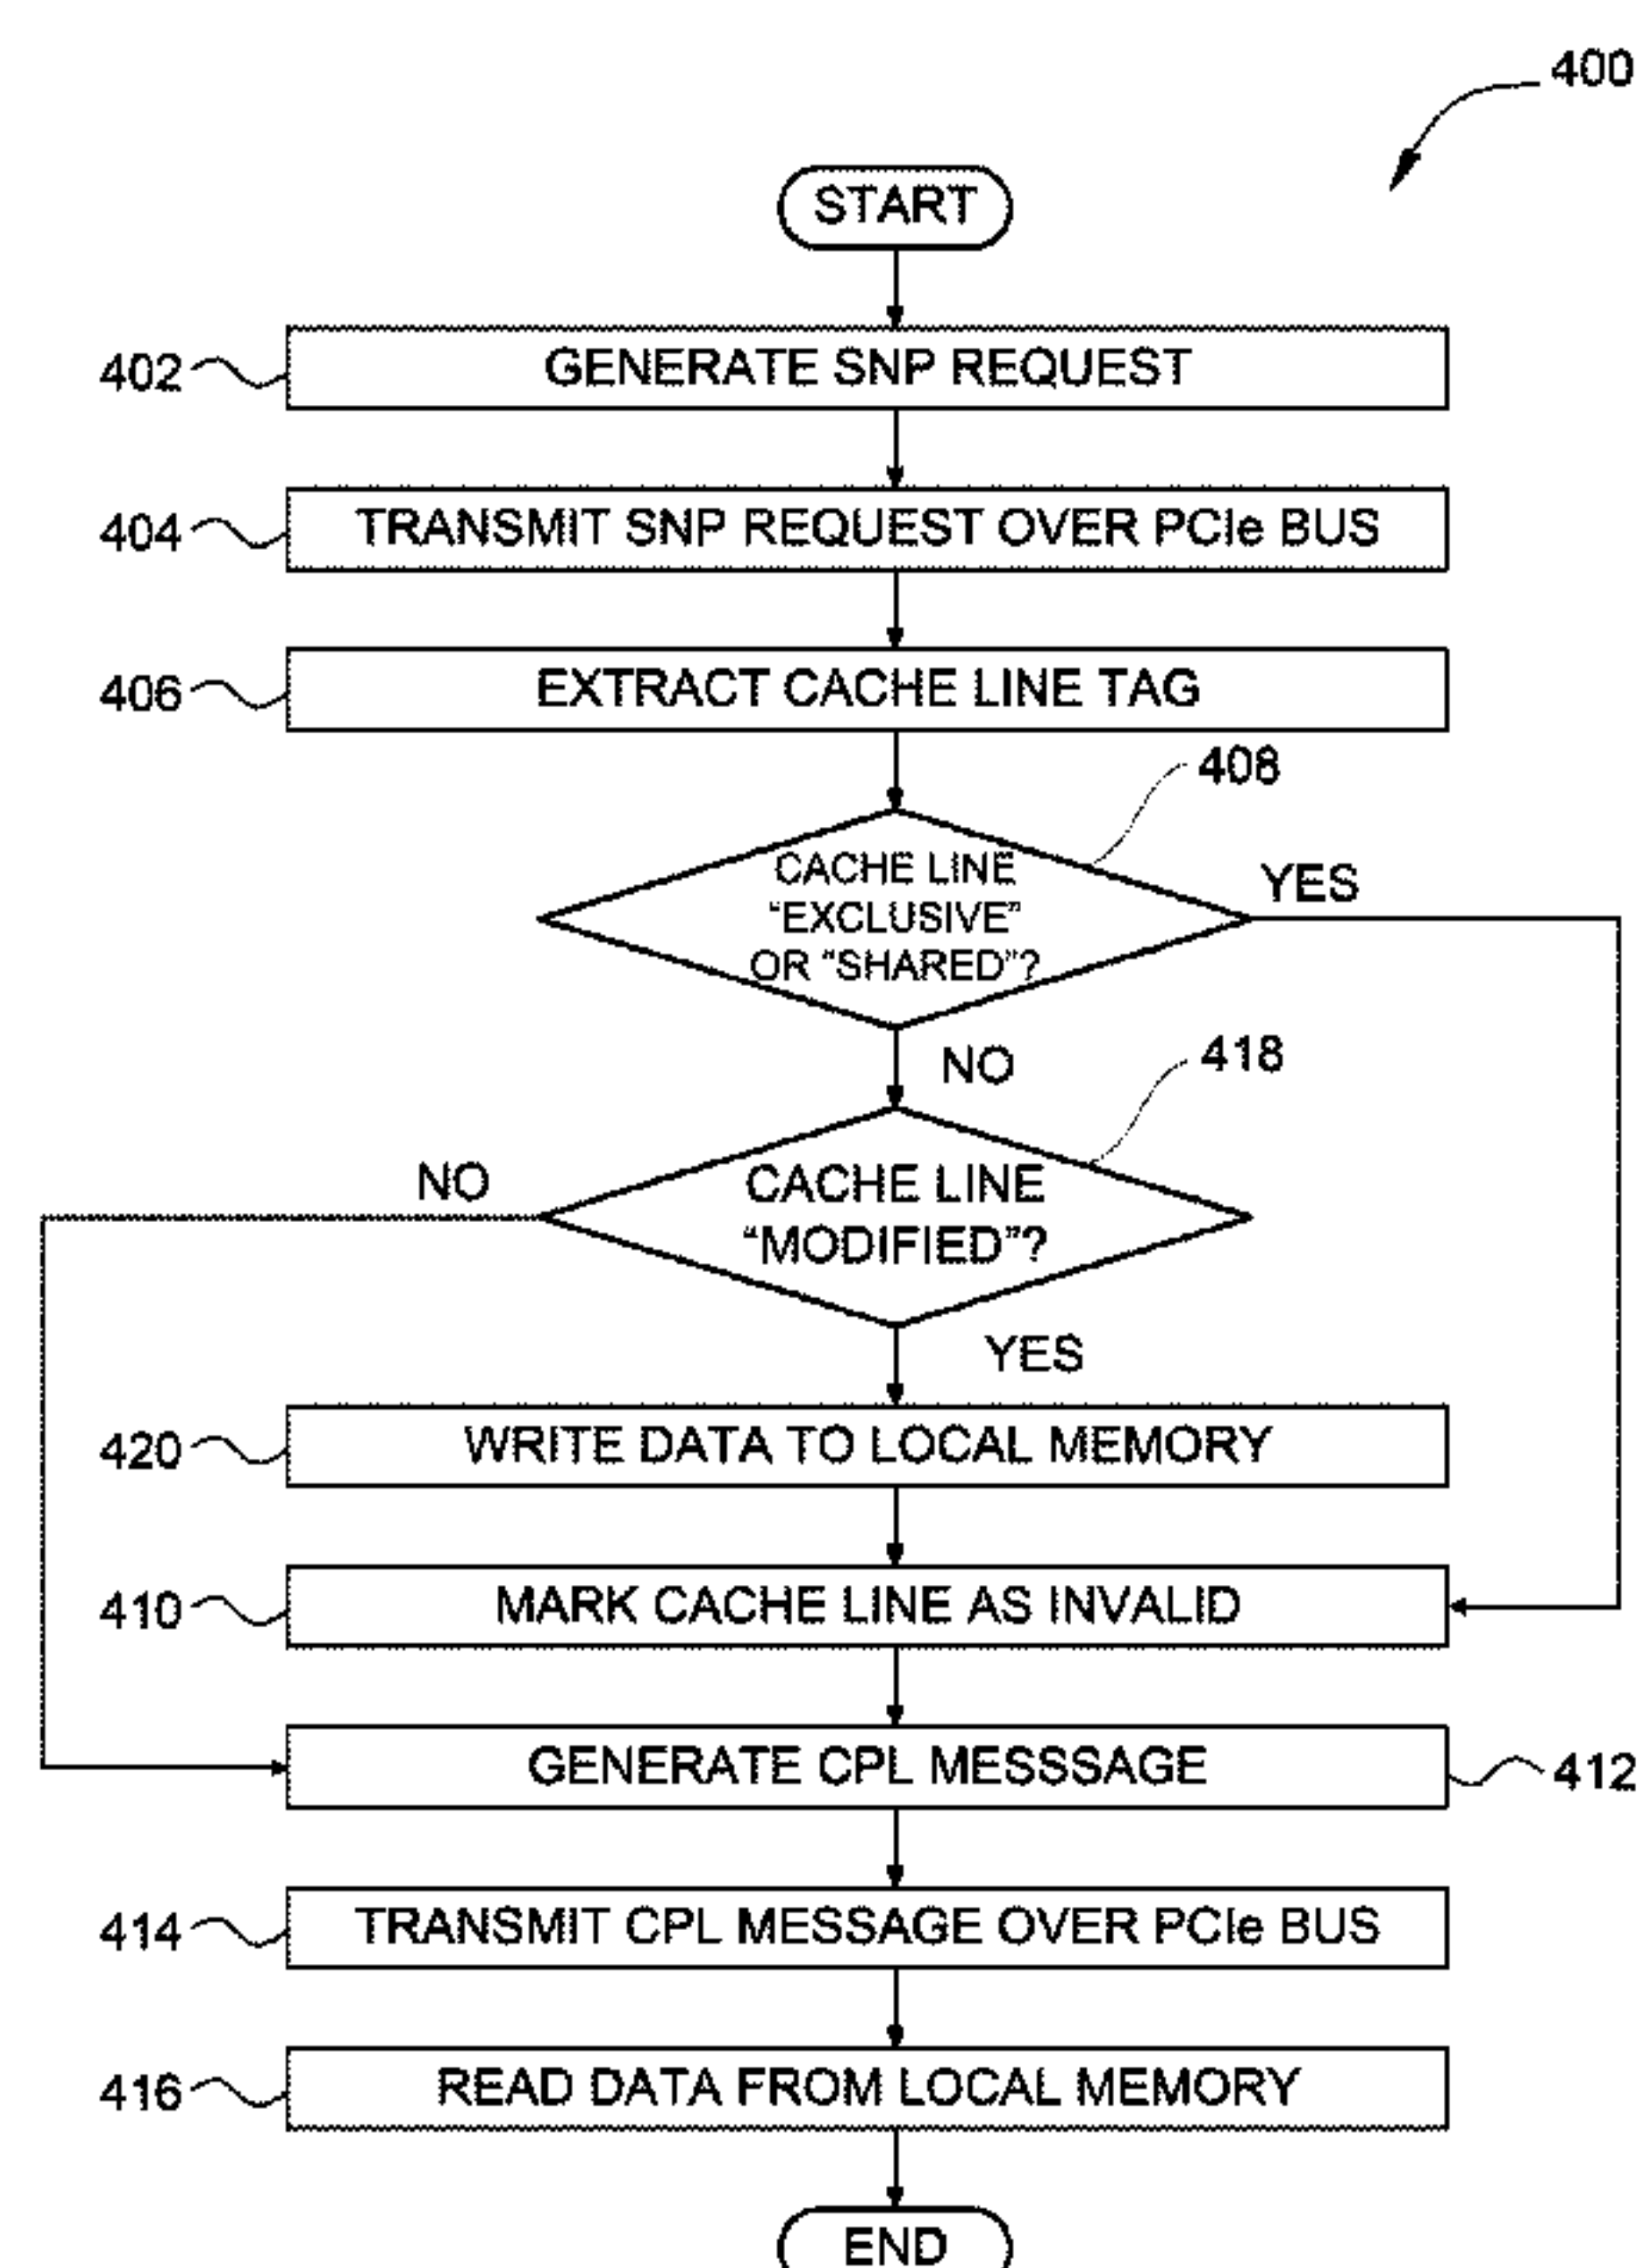 400
START
402
GENERATE SNP REQUEST
404
TRANSMIT SNP REQUEST OVER PCIe BUS
406
EXTRACT CACHE LINE TAG
408
CACHE LINE
“EXCLUSIVE”
OR “SHARED”?
YES
NO
418
CACHE LINE
“MODIFIED”?
NO
YES
420
WRITE DATA TO LOCAL MEMORY
410
MARK CACHE LINE AS INVALID
GENERATE CPL MESSSAGE
412
414
TRANSMIT CPL MESSAGE OVER PCIe BUS
416
READ DATA FROM LOCAL MEMORY
END